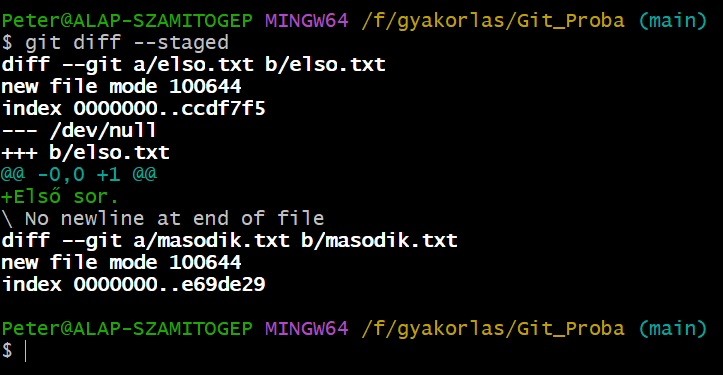 Peter@ALAP-SZAMITOGEP MINGW64 /f/gyakorlas/Git_Proba (main)
$ git diff --staged
diff --git a/elso.txt b/elso.txt
new file mode 100644
index 0000000..ccdf7f5
--- /dev/null
+++ b/elso.txt
@@ -0,0 +1 @@
+Első sor.
\ No newline at end of file
diff --git a/masodik.txt b/masodik.txt
new file mode 100644
index 0000000..e69de29
Peter@ALAP-SZAMITOGEP MINGW64 /f/gyakorlas/Git_Proba (main)
$